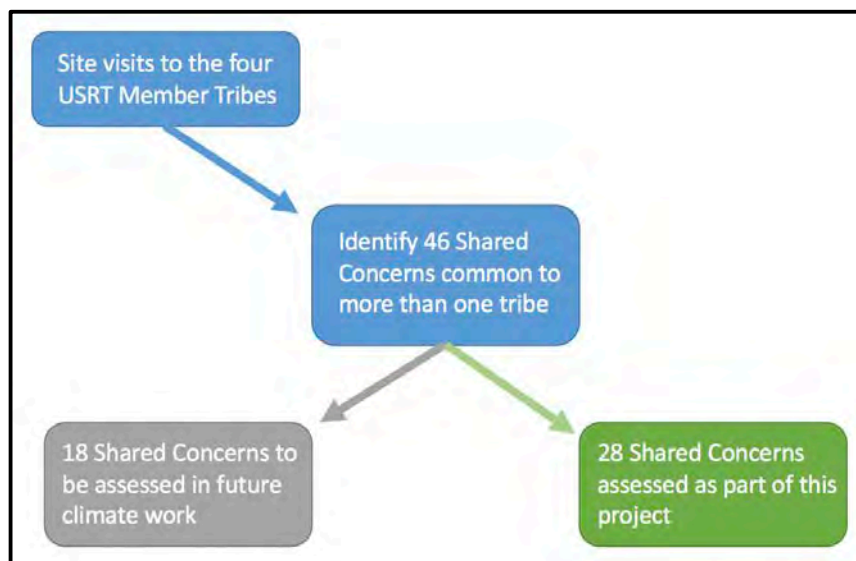 Site visits to the four
USRT Member Tribes
Identify 46 Shared
Concerns common to
more than one tribe
18 Shared Concerns to
be assessed in future
climate work
28 Shared Concerns
assessed as part of this
project